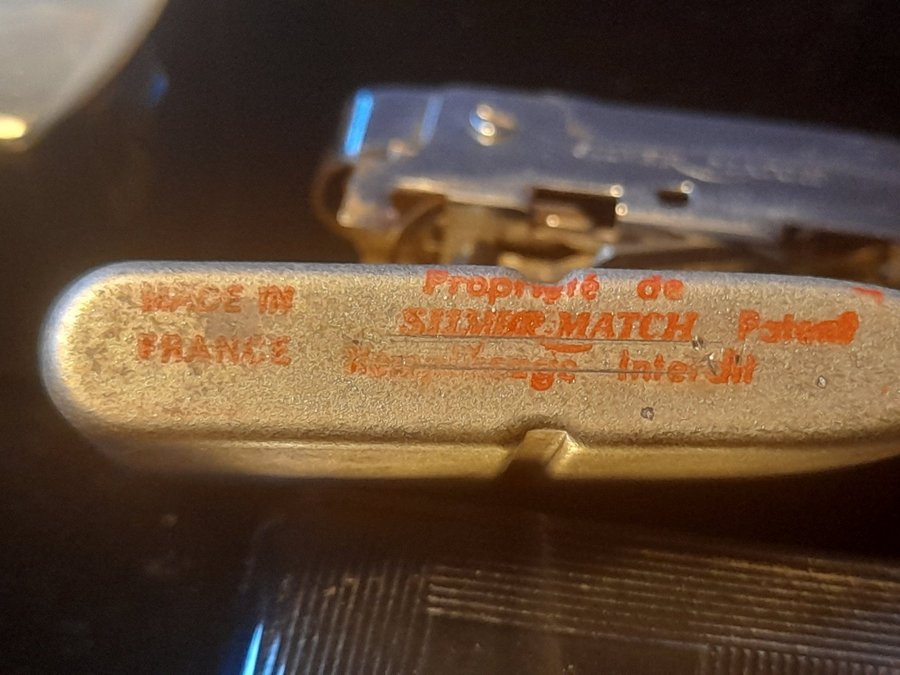 MADE IN
FRANCE
Propriété de
SILVER MATCH
Remplissage Interdit
Patent